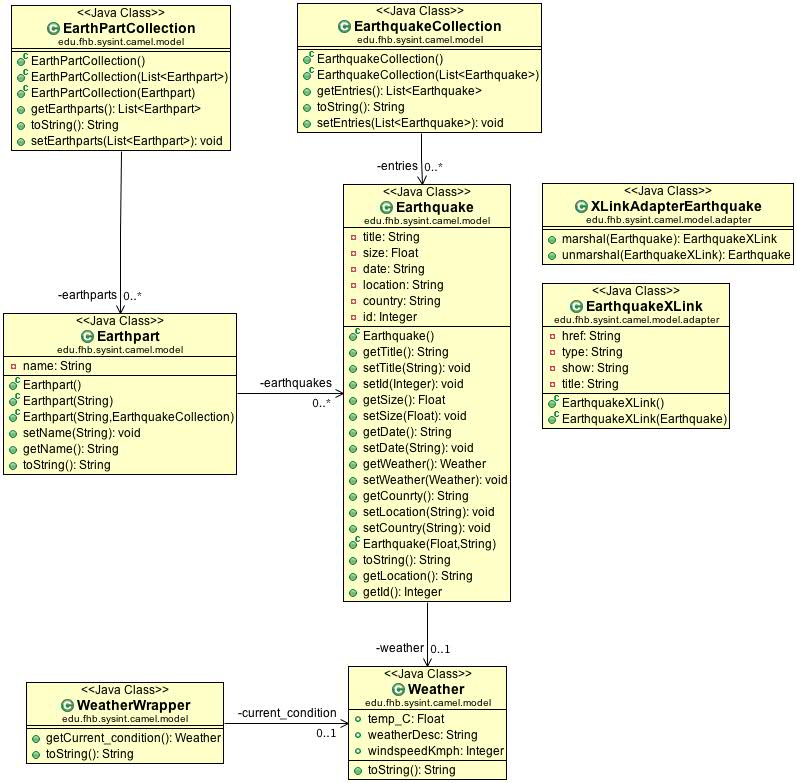 <<Java Class>>
EarthPartCollection
edu.fhb.sysint.camel.model
EarthPartCollection()
EarthPartCollection(List<Earthpart>)
EarthPartCollection(Earthpart)
getEarthparts(): List<Earthpart>
toString(): String
setEarthparts(List<Earthpart>): void
<<Java Class>>
EarthquakeCollection
edu.fhb.sysint.camel.model
EarthquakeCollection()
EarthquakeCollection(List<Earthquake>)
getEntries(): List<Earthquake>
toString(): String
setEntries(List<Earthquake>): void
-entries 0..*
<<Java Class>>
Earthquake
edu.fhb.sysint.camel.model
title: String
size: Float
date: String
location: String
country: String
id: Integer
Earthquake()
getTitle(): String
setTitle(String): void
setId(Integer): void
getSize(): Float
setSize(Float): void
getDate(): String
setDate(String): void
getWeather(): Weather
setWeather(Weather): void
getCounrty(): String
setLocation(String): void
setCountry(String): void
Earthquake(Float,String)
toString(): String
getLocation(): String
getId(): Integer
<<Java Class>>
XLinkAdapterEarthquake
edu.fhb.sysint.camel.model.adapter
marshal(Earthquake): EarthquakeXLink
unmarshal(EarthquakeXLink): Earthquake
<<Java Class>>
EarthquakeXLink
edu.fhb.sysint.camel.model.adapter
href: String
type: String
show: String
title: String
EarthquakeXLink()
EarthquakeXLink(Earthquake)
-earthparts 0..*
<<Java Class>>
Earthpart
edu.fhb.sysint.camel.model
name: String
Earthpart()
Earthpart(String)
Earthpart(String,EarthquakeCollection)
setName(String): void
getName(): String
toString(): String
-earthquakes
0..*
-weather 0..1
<<Java Class>>
WeatherWrapper
edu.fhb.sysint.camel.model
getCurrent_condition(): Weather
toString(): String
-current_condition
0..1
<<Java Class>>
Weather
edu.fhb.sysint.camel.model
temp_C: Float
weatherDesc: String
windspeedKmph: Integer
toString(): String